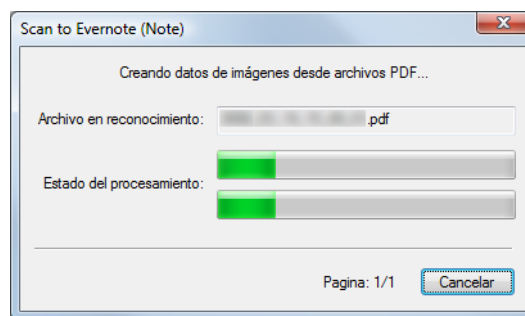 Scan to Evernote (Note)
Creando datos de imágenes desde archivos PDF...
Archivo en reconocimiento: .pdf
Estado del procesamiento:
Pagina: 1/1 Cancelar